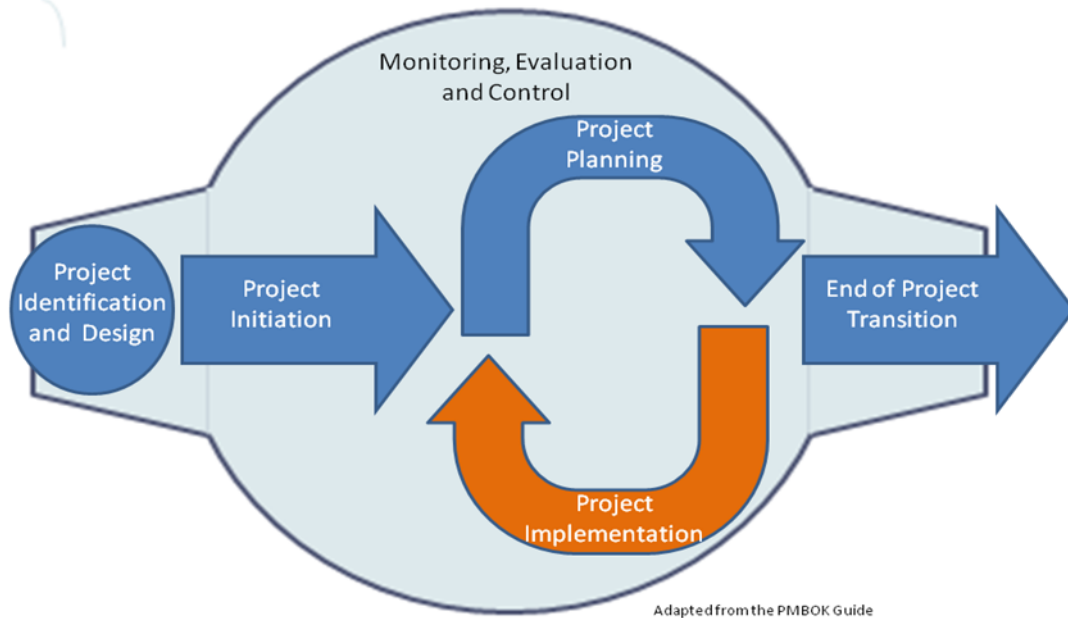 Monitoring, Evaluation
and Control
Project
Planning
Project
Identification
and Design
Project
Initiation
End of Project
Transition
Project
Implementation
Adapted from the PMBOK Guide